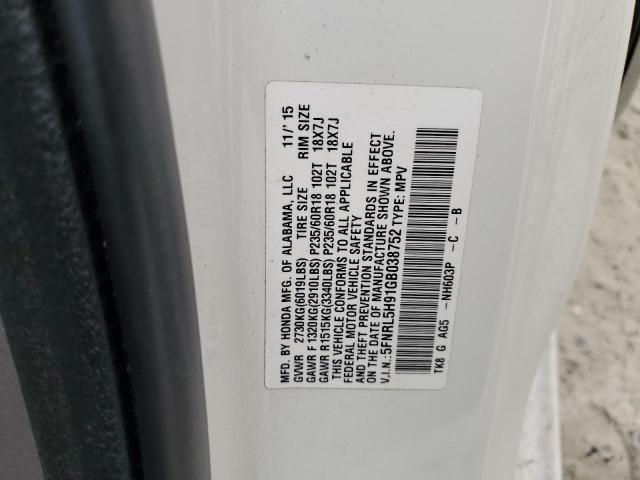 MFD. BY HONDA MFG. OF ALABAMA, LLC 11/'15
GVWR 2730KG(6019LBS) TIRE SIZE RIM SIZE
GAWR F 1320KG(2910LBS) P235/60R18 102T 18X7J
GAWR R1515KG(3340LBS) P235/60R18 102T 18X7J
THIS VEHICLE CONFORMS TO ALL APPLICABLE
FEDERAL MOTOR VEHICLE SAFETY
AND THEFT PREVENTION STANDARDS IN EFFECT
ON THE DATE OF MANUFACTURE SHOWN ABOVE.
V.I.N.:5FNRL5H91GB038752 TYPE: MPV
TK8 G AG5 -NH603P -C -B